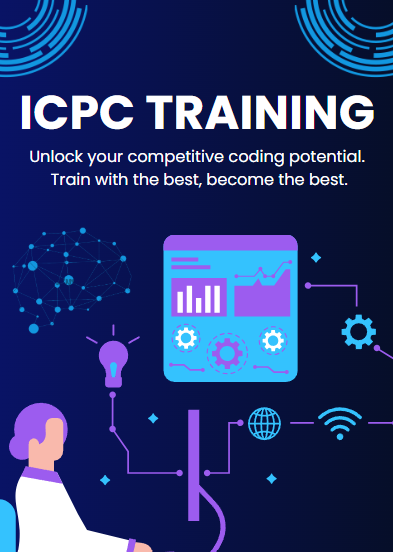 ICPC TRAINING
Unlock your competitive coding potential.
Train with the best, become the best.